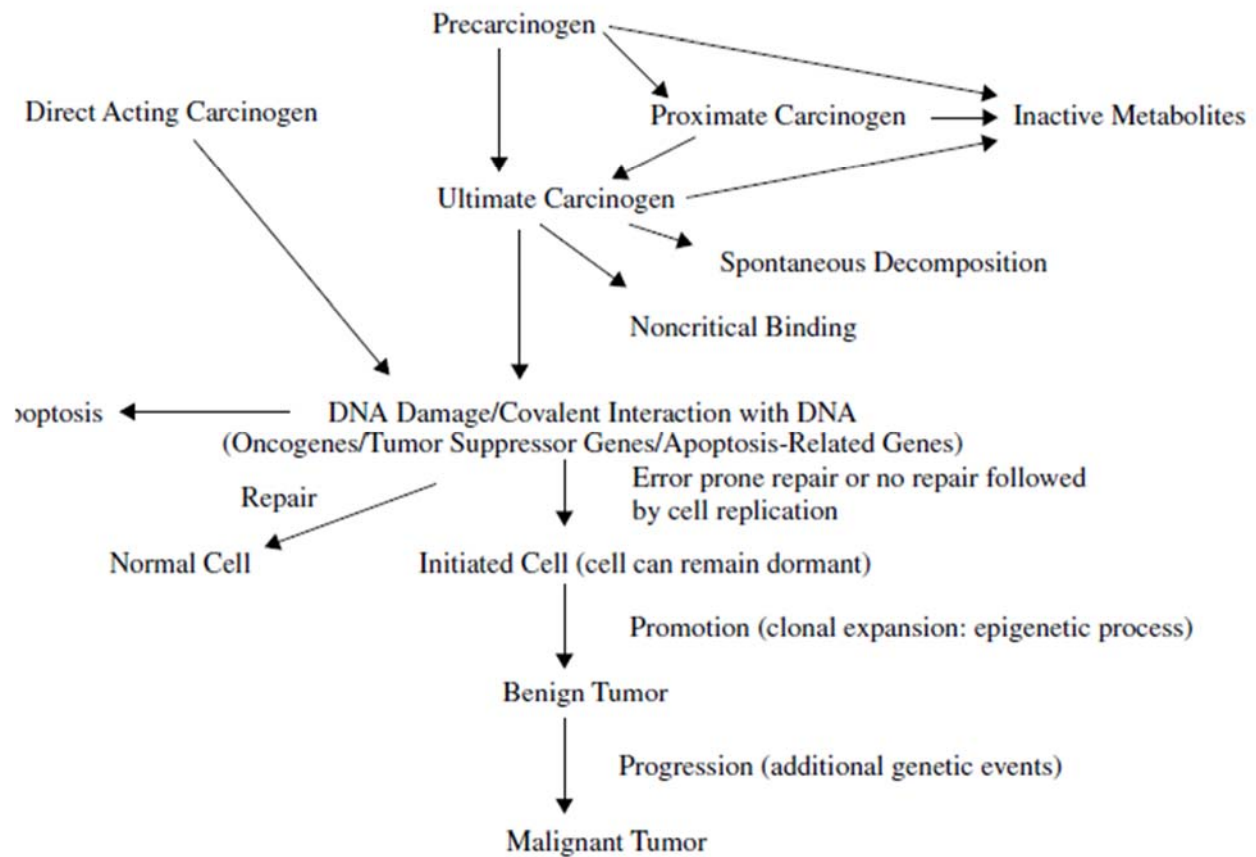 Precarcinogen
Direct Acting Carcinogen
Proximate Carcinogen
Inactive Metabolites
Ultimate Carcinogen
Spontaneous Decomposition
Noncritical Binding
poptosis
DNA Damage/Covalent Interaction with DNA
(Oncogenes/Tumor Suppressor Genes/Apoptosis-Related Genes)
Repair
Error prone repair or no repair followed
by cell replication
Normal Cell
Initiated Cell (cell can remain dormant)
Promotion (clonal expansion: epigenetic process)
Benign Tumor
Progression (additional genetic events)
Malignant Tumor